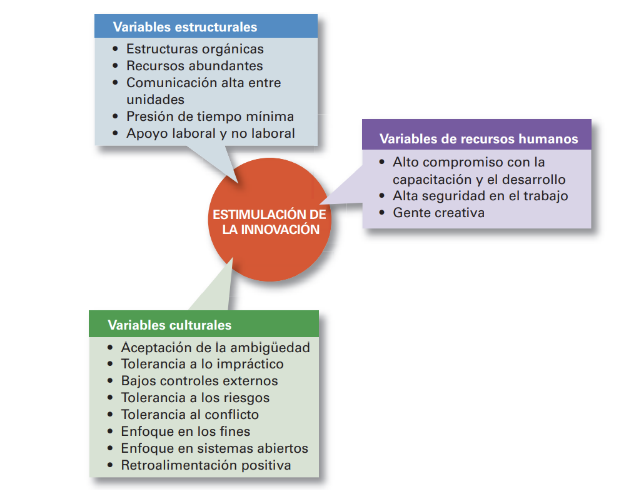 Variables estructurales
• Estructuras orgánicas
• Recursos abundantes
• Comunicación alta entre
unidades
• Presión de tiempo mínima
• Apoyo laboral y no laboral
Variables de recursos humanos
• Alto compromiso con la
capacitación y el desarrollo
• Alta seguridad en el trabajo
• Gente creativa
ESTIMULACIÓN DE
LA INNOVACIÓN
Variables culturales
• Aceptación de la ambigüedad
• Tolerancia a lo impráctico
• Bajos controles externos
• Tolerancia a los riesgos
• Tolerancia al conflicto
• Enfoque en los fines
• Enfoque en sistemas abiertos
• Retroalimentación positiva